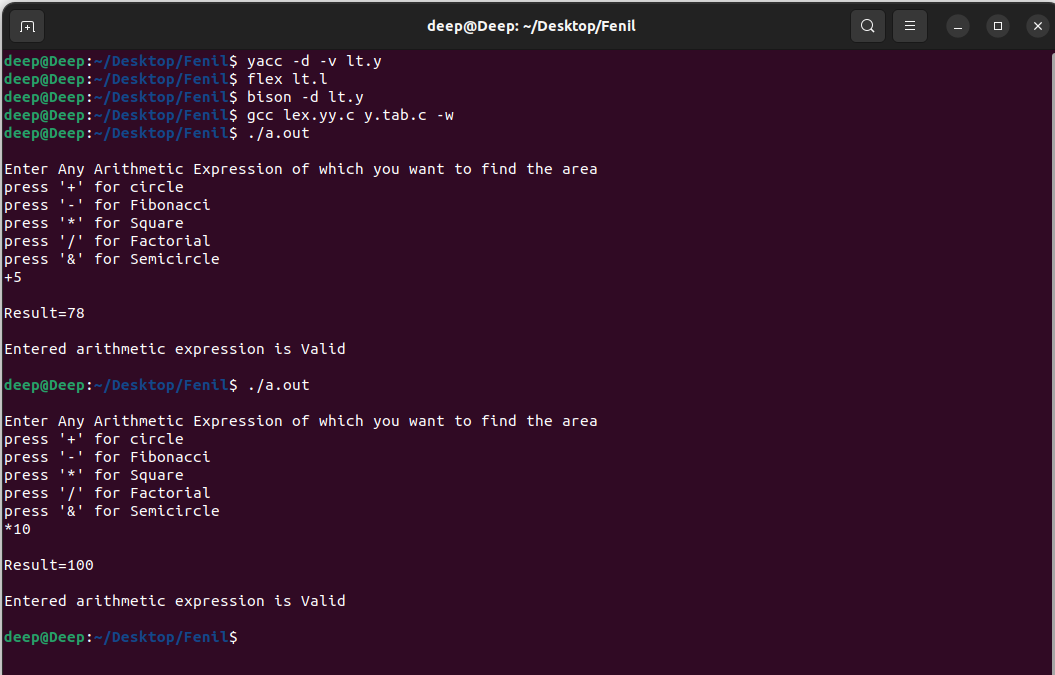 deep@Deep: ~/Desktop/Fenil
deep@Deep:~/Desktop/Fenil$ yacc -d -v lt.y
deep@Deep:~/Desktop/Fenil$ flex lt.l
deep@Deep:~/Desktop/Fenil$ bison -d lt.y
deep@Deep:~/Desktop/Fenil$ gcc lex.yy.c y.tab.c -w
deep@Deep:~/Desktop/Fenil$ ./a.out
Enter Any Arithmetic Expression of which you want to find the area
press '+' for circle
press '-' for Fibonacci
press '*' for Square
press '/' for Factorial
press '&' for Semicircle
+5
Result=78
Entered arithmetic expression is Valid
deep@Deep:~/Desktop/Fenil$ ./a.out
Enter Any Arithmetic Expression of which you want to find the area
press '+' for circle
press '-' for Fibonacci
press '*' for Square
press '/' for Factorial
press '&' for Semicircle
*10
Result=100
Entered arithmetic expression is Valid
deep@Deep:~/Desktop/Fenil$